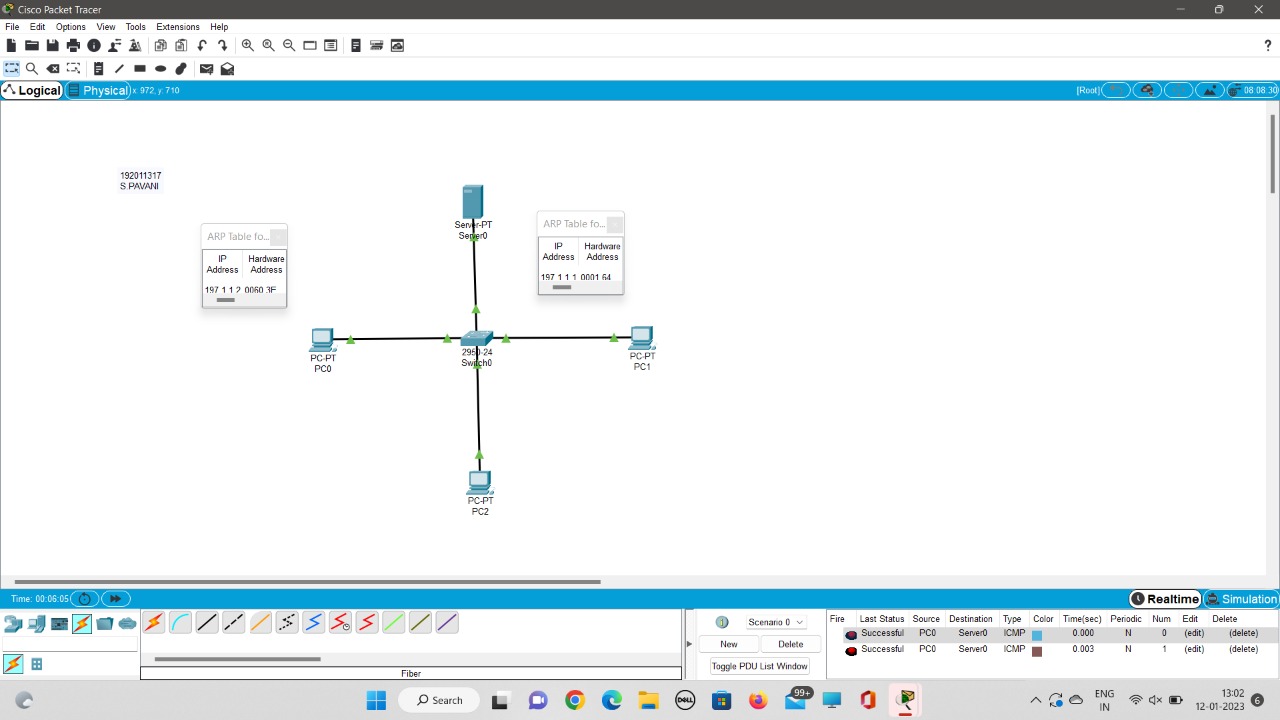 Cisco Packet Tracer
File Edit Options View Tools Extensions Help
?
Logical Physical x: 972, y: 710 [Root] 08:08:30
192011317
S.PAVANI
ARP Table fo...
IP Address Hardware Address
197.1.1.2 0060.3E
Server-PT
Server0
ARP Table fo...
IP Address Hardware Address
197.1.1.1 0001.64
PC-PT
PC0
2950-24
Switch0
PC-PT
PC1
PC-PT
PC2
Time: 00:06:05 Realtime Simulation
Scenario 0
New Delete
Toggle PDU List Window
Fire Last Status Source Destination Type Color Time(sec) Periodic Num Edit Delete
Successful PC0 Server0 ICMP 0.000 N 0 (edit) (delete)
Successful PC0 Server0 ICMP 0.003 N 1 (edit) (delete)
Fiber
Search
DELL
99+
ENG
IN
13:02
12-01-2023
6